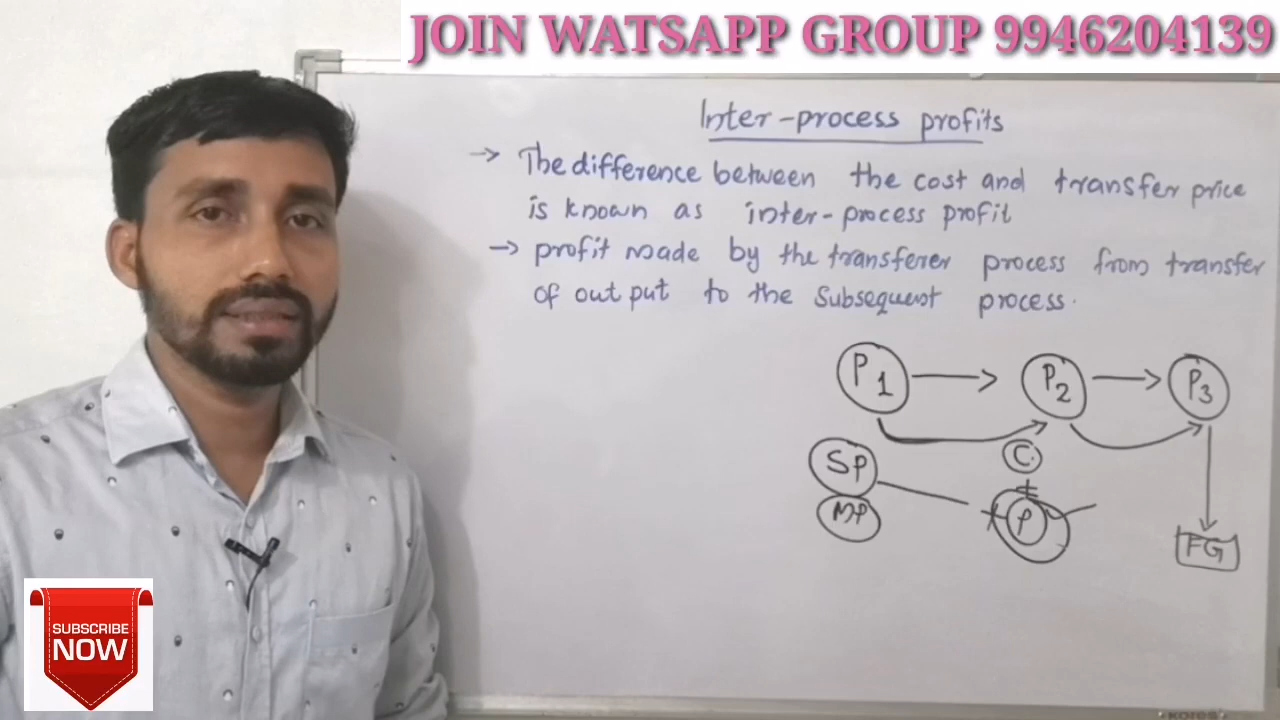 JOIN WATSAPP GROUP 9946204139
Inter-process profits
→ The difference between the cost and transfer price
is known as inter-process profit
→ profit made by the transferer process from transfer
of output to the subsequent process.
P1 → P2 → P3
SP
C
MP
+
P
FG
SUBSCRIBE
NOW